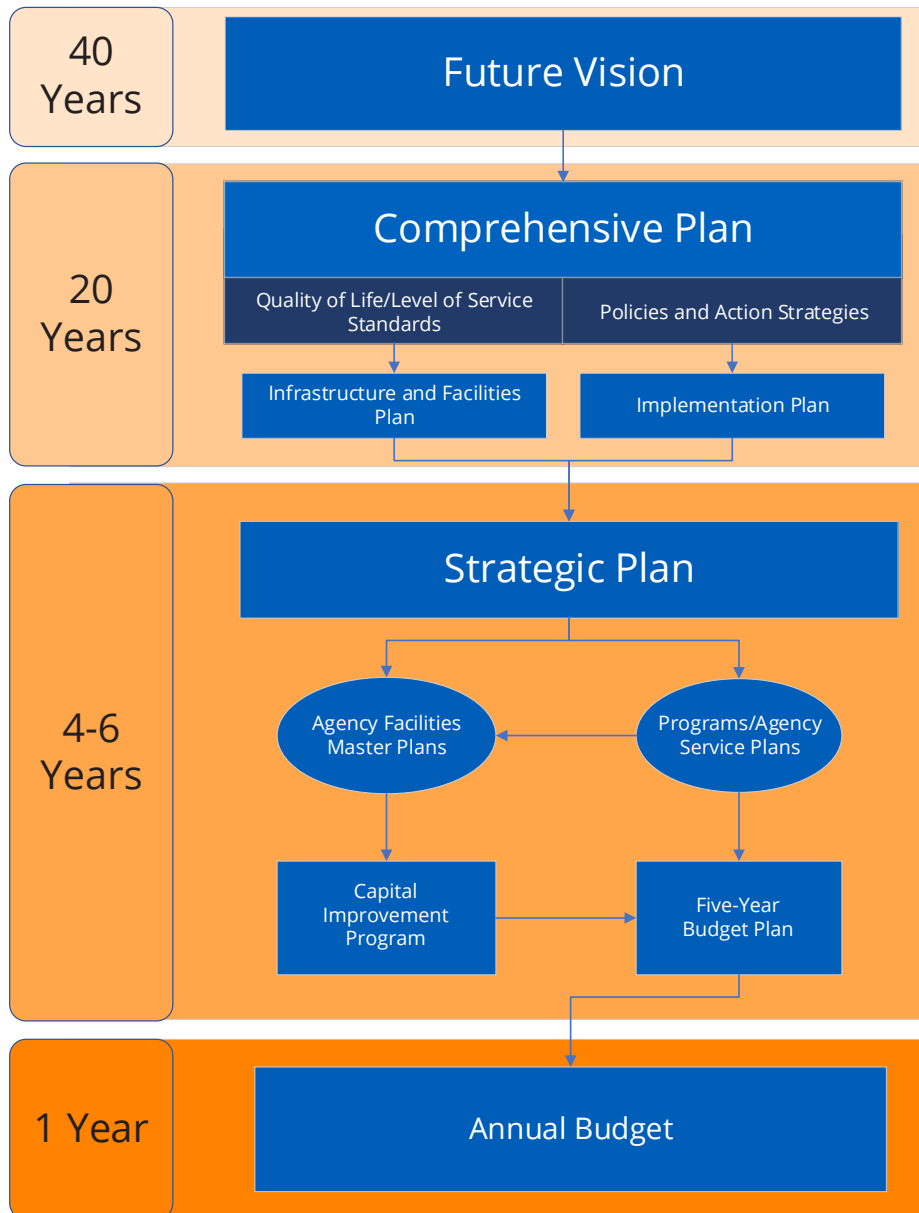 40
Years
Future Vision
20
Years
Comprehensive Plan
Quality of Life/Level of Service
Standards
Policies and Action Strategies
Infrastructure and Facilities
Plan
Implementation Plan
4-6
Years
Strategic Plan
Agency Facilities
Master Plans
Programs/Agency
Service Plans
Capital
Improvement
Program
Five-Year
Budget Plan
1 Year
Annual Budget